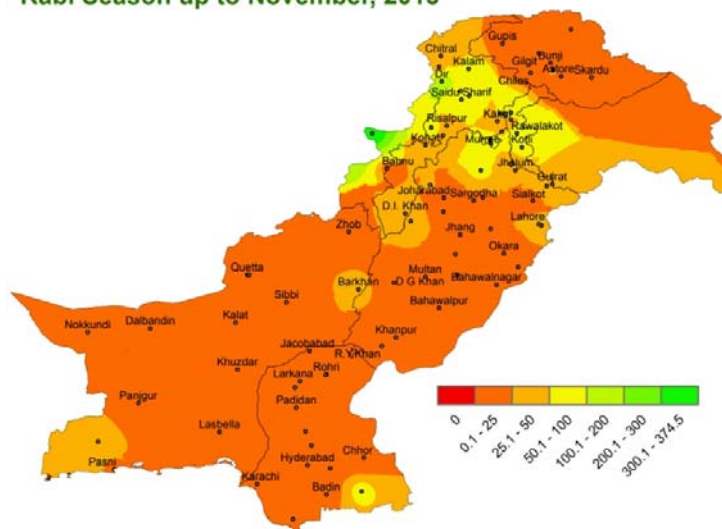 Rabi Season up to November, 2015
Chitral
Gupis
Kalam
Gilgit
Bunji
Dir
Chilas
Astore
Skardu
Saidu Sharif
Risalpur
Kakul
Rawalakot
Kohat
Murree
Kotli
Bannu
Jhelum
Joharabad
Sargodha
Gujrat
Sialkot
D.I. Khan
Zhob
Jhang
Lahore
Okara
Quetta
Barkhan
D G Khan
Multan
Bahawalnagar
Sibbi
Bahawalpur
Nokkundi
Dalbandin
Kalat
Khanpur
Jacobabad
R.Y.Khan
Khuzdar
Rohri
Larkana
Panjgur
Padidan
Lasbella
Pasni
Hyderabad
Chhor
Karachi
Badin
0
0.1 - 25
25.1 - 50
50.1 - 100
100.1 - 200
200.1 - 300
300.1 - 374.5